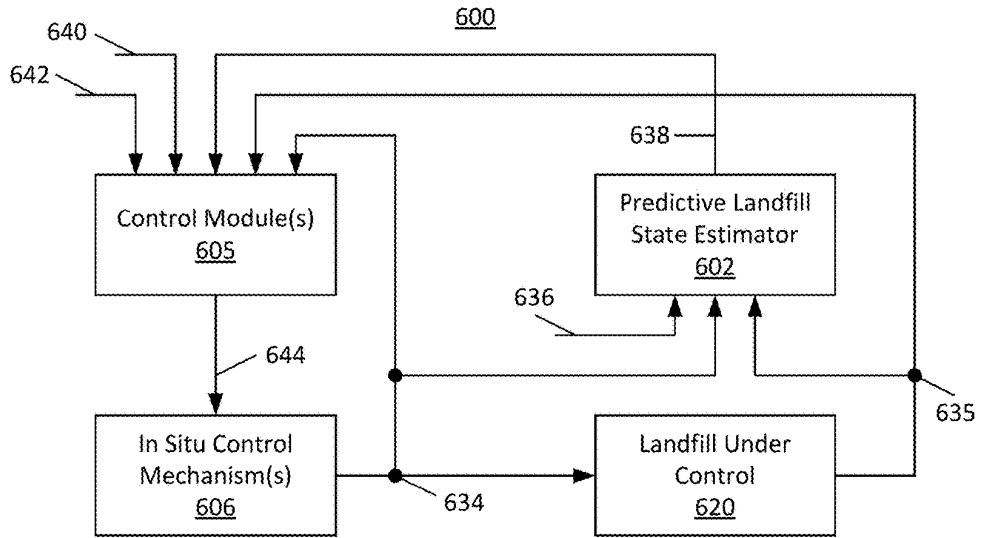 600
640
642
638
Control Module(s)
605
Predictive Landfill
State Estimator
602
636
644
635
In Situ Control
Mechanism(s)
606
634
Landfill Under
Control
620